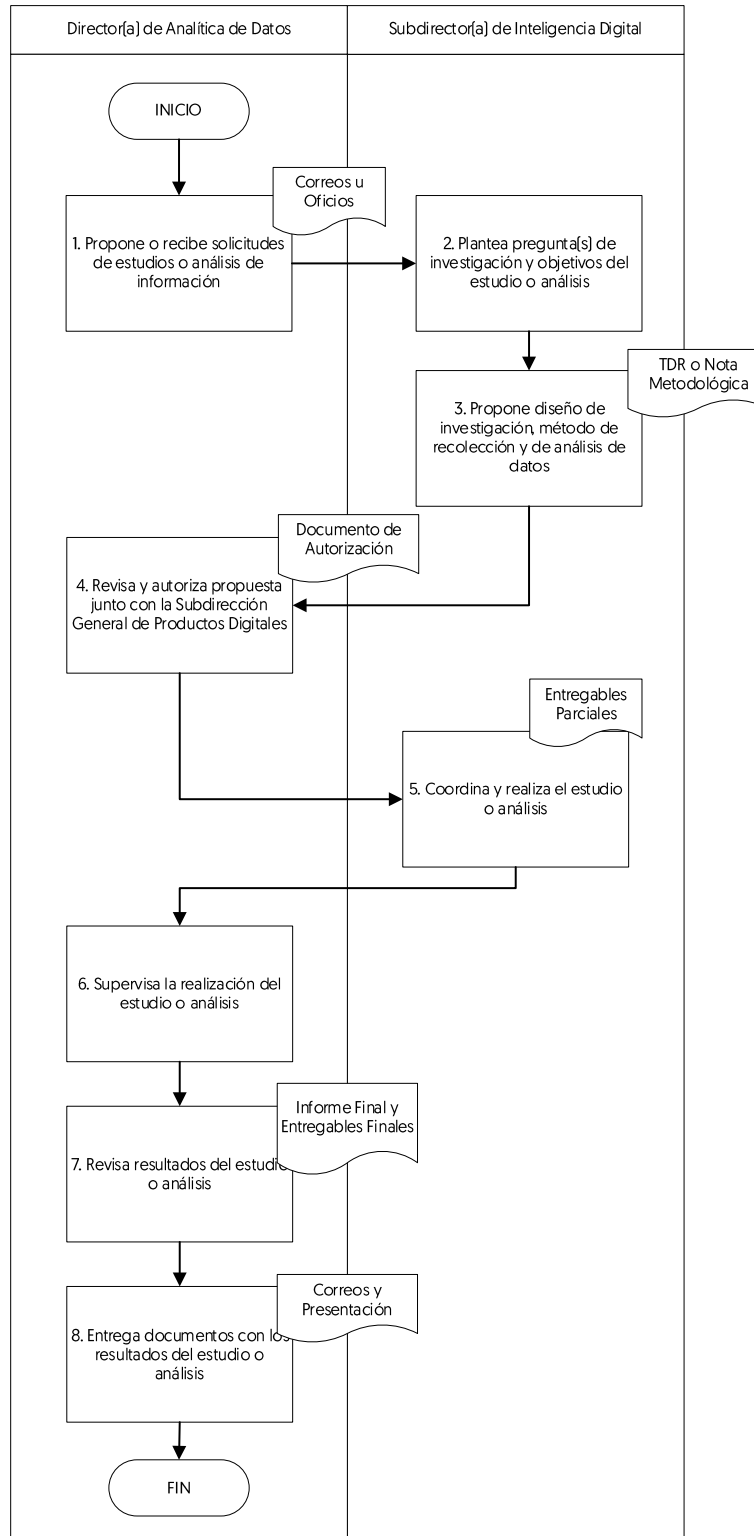 Director(a) de Analítica de Datos
Subdirector(a) de Inteligencia Digital
INICIO
Correos u
Oficios
1. Propone o recibe solicitudes
de estudios o análisis de
información
2. Plantea pregunta(s) de
investigación y objetivos del
estudio o análisis
TDR o Nota
Metodológica
3. Propone diseño de
investigación, método de
recolección y de análisis de
datos
Documento de
Autorización
4. Revisa y autoriza propuesta
junto con la Subdirección
General de Productos Digitales
Entregables
Parciales
5. Coordina y realiza el estudio
o análisis
6. Supervisa la realización del
estudio o análisis
Informe Final y
Entregables Finales
7. Revisa resultados del estudio
o análisis
Correos y
Presentación
8. Entrega documentos con los
resultados del estudio o
análisis
FIN